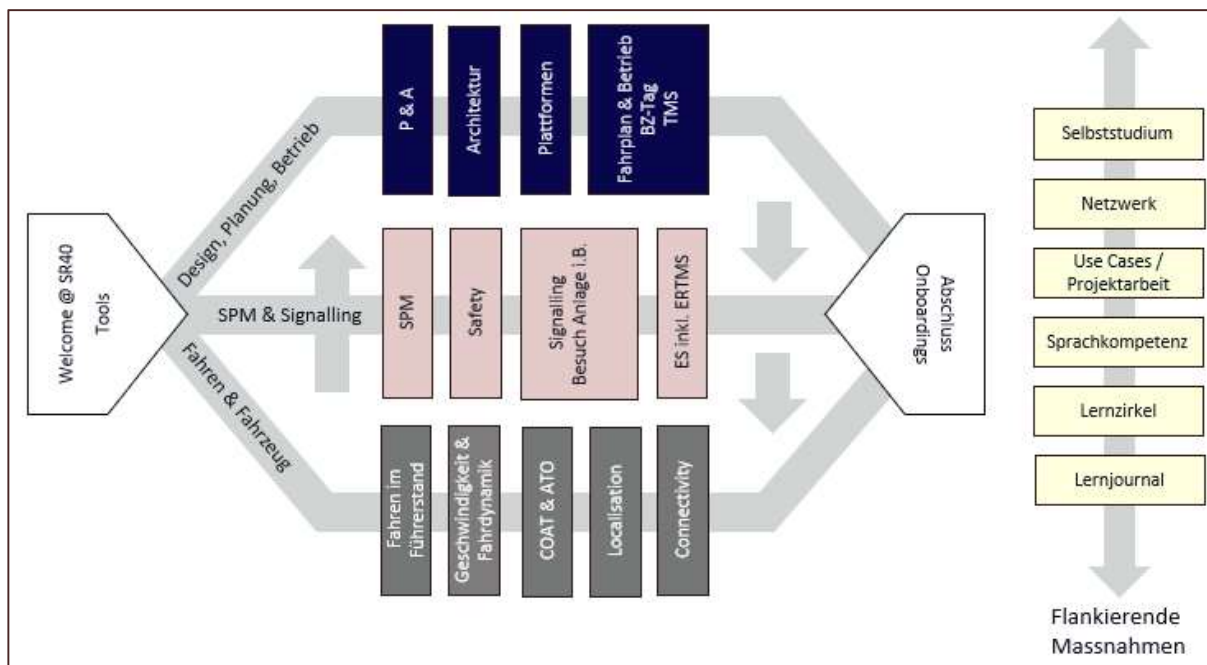 Welcome @ SR40
Tools
Design, Planung, Betrieb
P & A
Architektur
Plattformen
Fahrplan & Betrieb
BZ-Tag
TMS
SPM & Signalling
SPM
Safety
Signalling
Besuch Anlage i.B.
ES inkl. ERTMS
Fahren & Fahrzeug
Fahren im
Führerstand
Geschwindigkeit &
Fahrdynamik
COAT & ATO
Localisation
Connectivity
Abschluss
Onboardings
Selbststudium
Netzwerk
Use Cases /
Projektarbeit
Sprachkompetenz
Lernzirkel
Lernjournal
Flankierende
Massnahmen